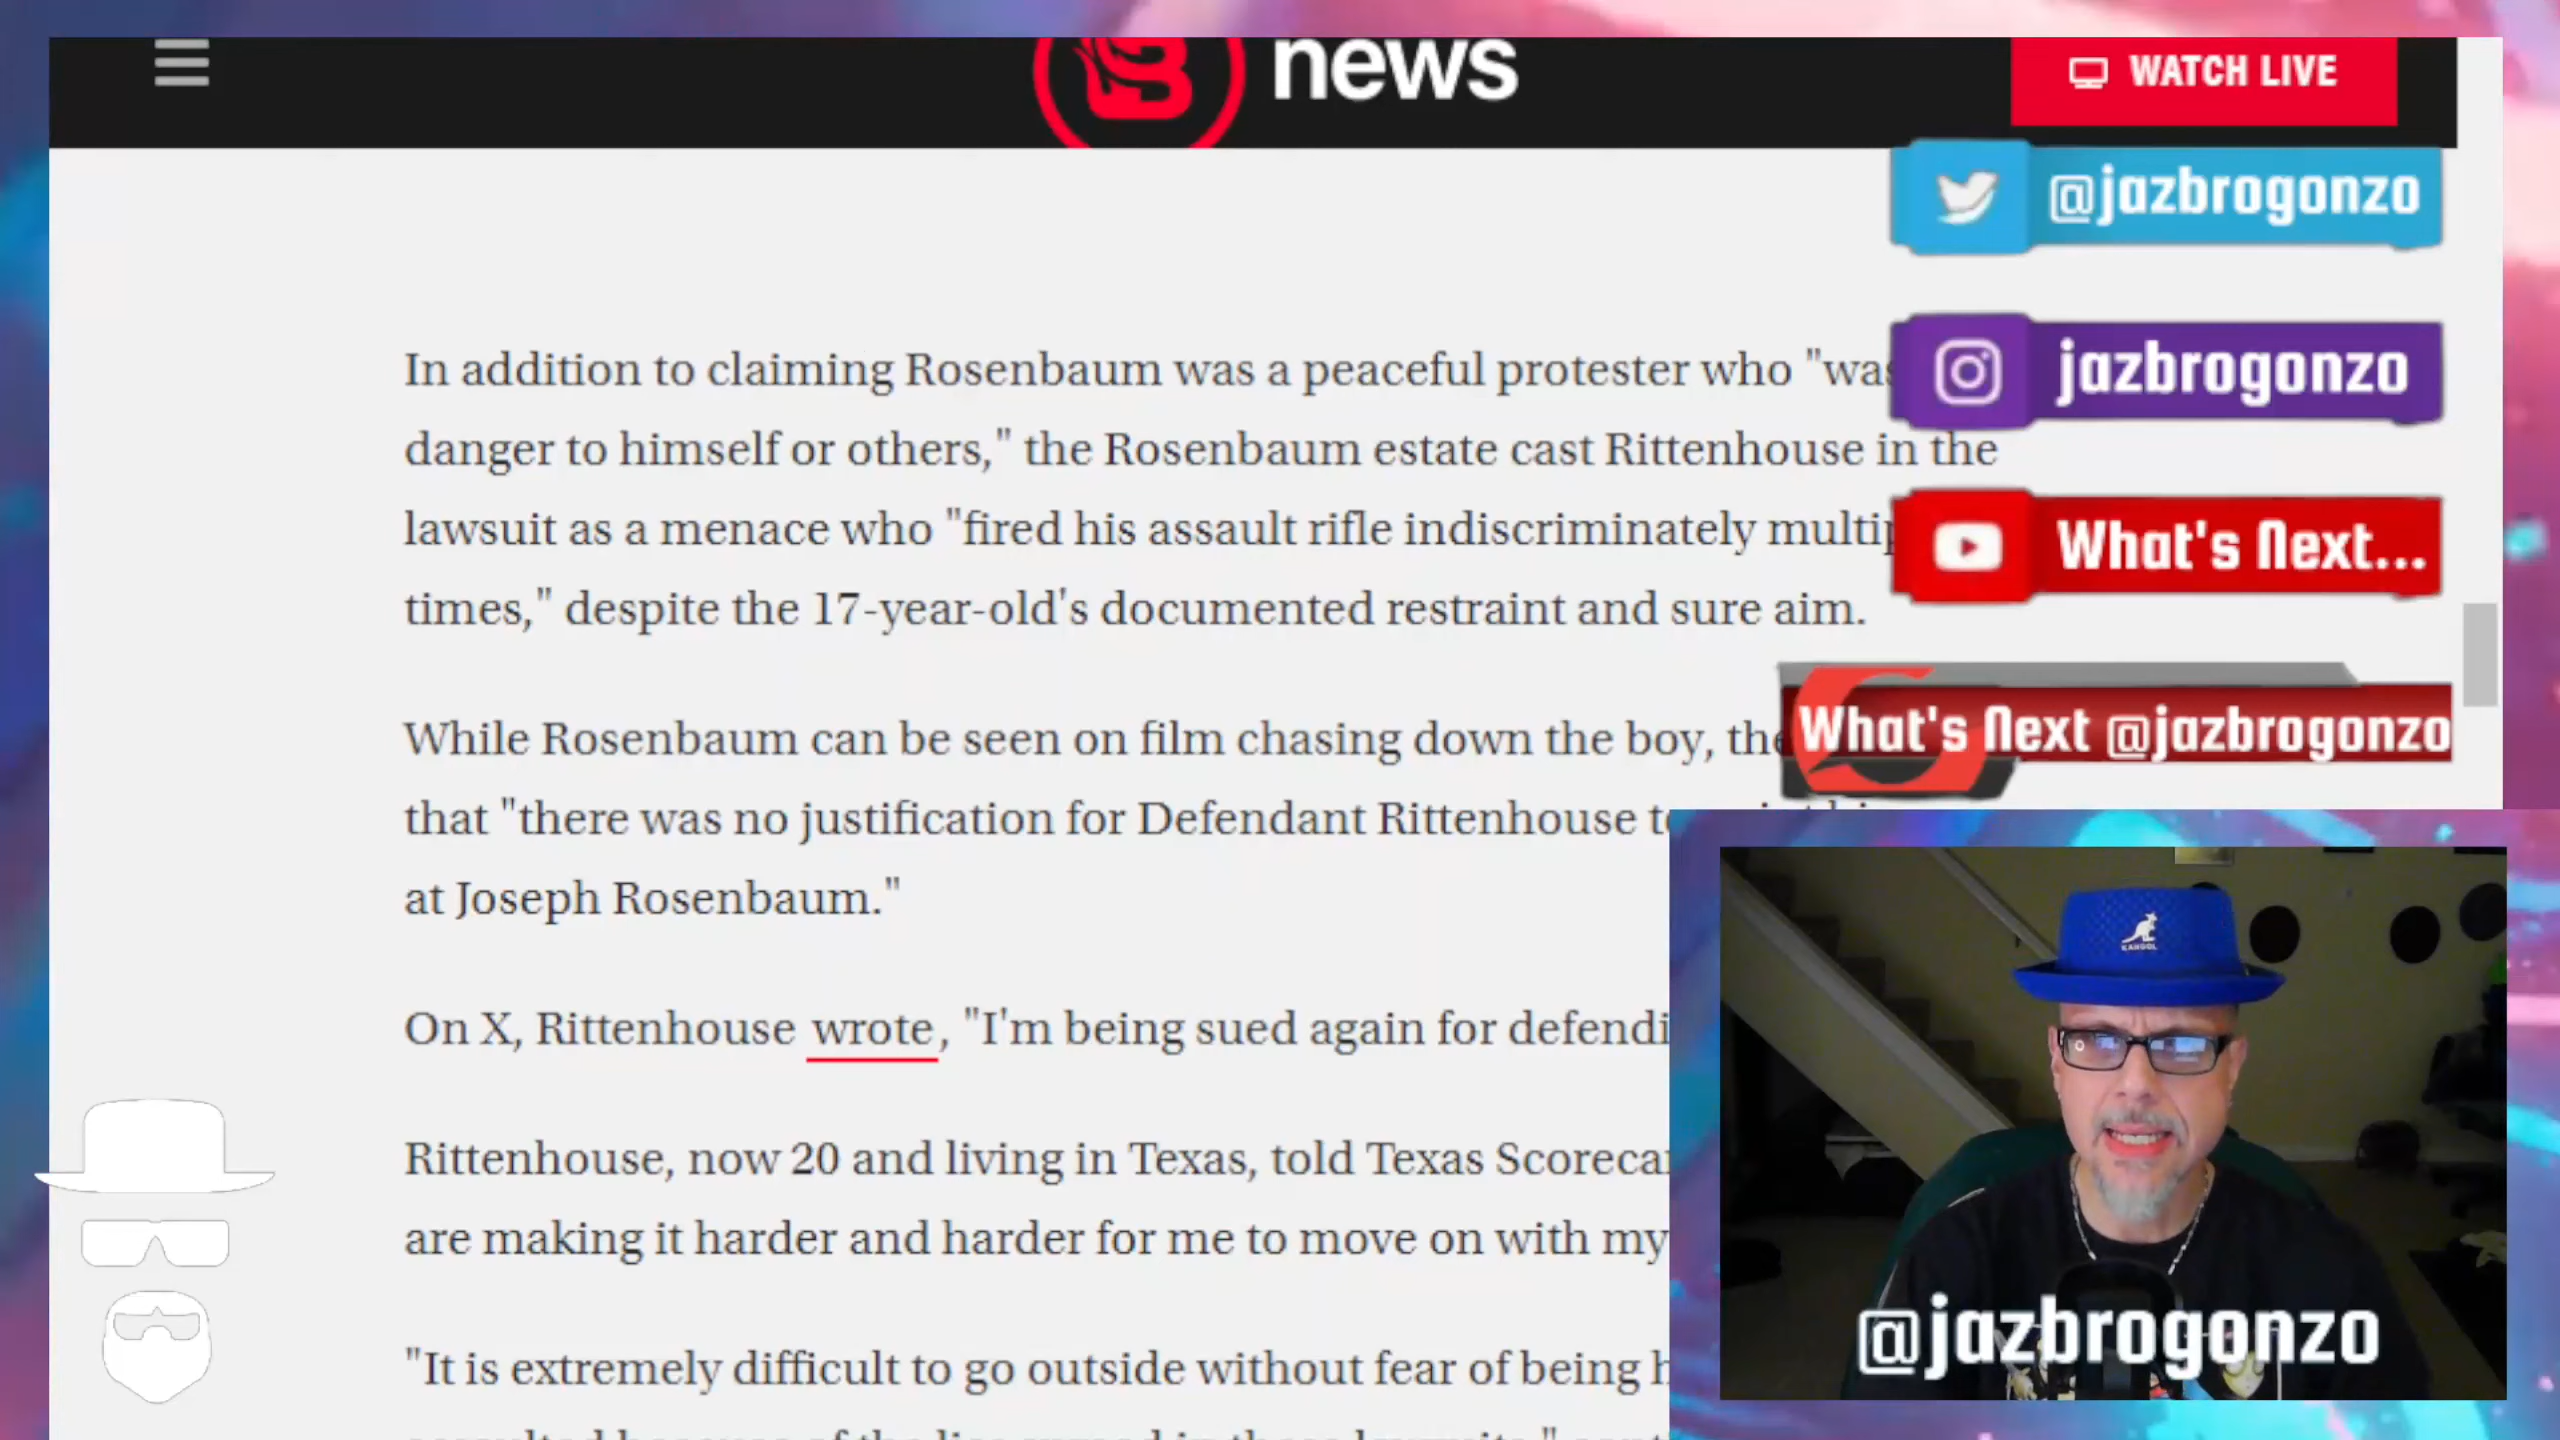 news
WATCH LIVE
@jazbrogonzo
jazbrogonzo
What's Next...
What's Next @jazbrogonzo
In addition to claiming Rosenbaum was a peaceful protester who "was
danger to himself or others," the Rosenbaum estate cast Rittenhouse in the
lawsuit as a menace who "fired his assault rifle indiscriminately
times," despite the 17-year-old's documented restraint and sure aim.
While Rosenbaum can be seen on film chasing down the boy,
that "there was no justification for Defendant Rittenhouse
at Joseph Rosenbaum."
On X, Rittenhouse wrote, "I'm being sued again for
Rittenhouse, now 20 and living in Texas, told Texas
are making it harder and harder for me to move on with my
"It is extremely difficult to go outside without fear of being
KANGOL
@jazbrogonzo